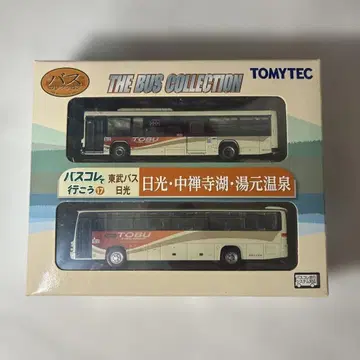 バス
THE BUS COLLECTION
TOMYTEC
TOBU
バスコレで
行こう17
東武バス
日光
日光・中禅寺湖・湯元温泉
TOBU